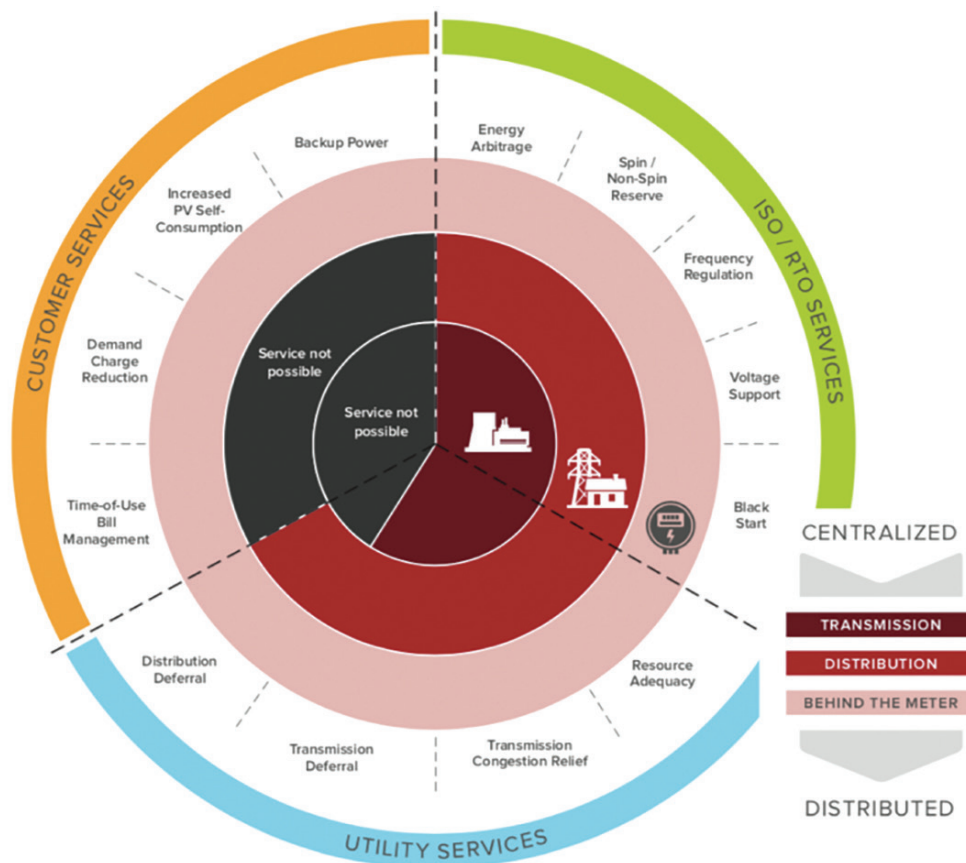 CUSTOMER SERVICES
ISO / RTO SERVICES
UTILITY SERVICES
Backup Power
Energy
Arbitrage
Spin /
Non-Spin
Reserve
Increased
PV Self-
Consumption
Frequency
Regulation
Demand
Charge
Reduction
Voltage
Support
Service not
possible
Service not
possible
Time-of-Use
Bill
Management
Black
Start
Distribution
Deferral
Resource
Adequacy
Transmission
Deferral
Transmission
Congestion Relief
CENTRALIZED
TRANSMISSION
DISTRIBUTION
BEHIND THE METER
DISTRIBUTED